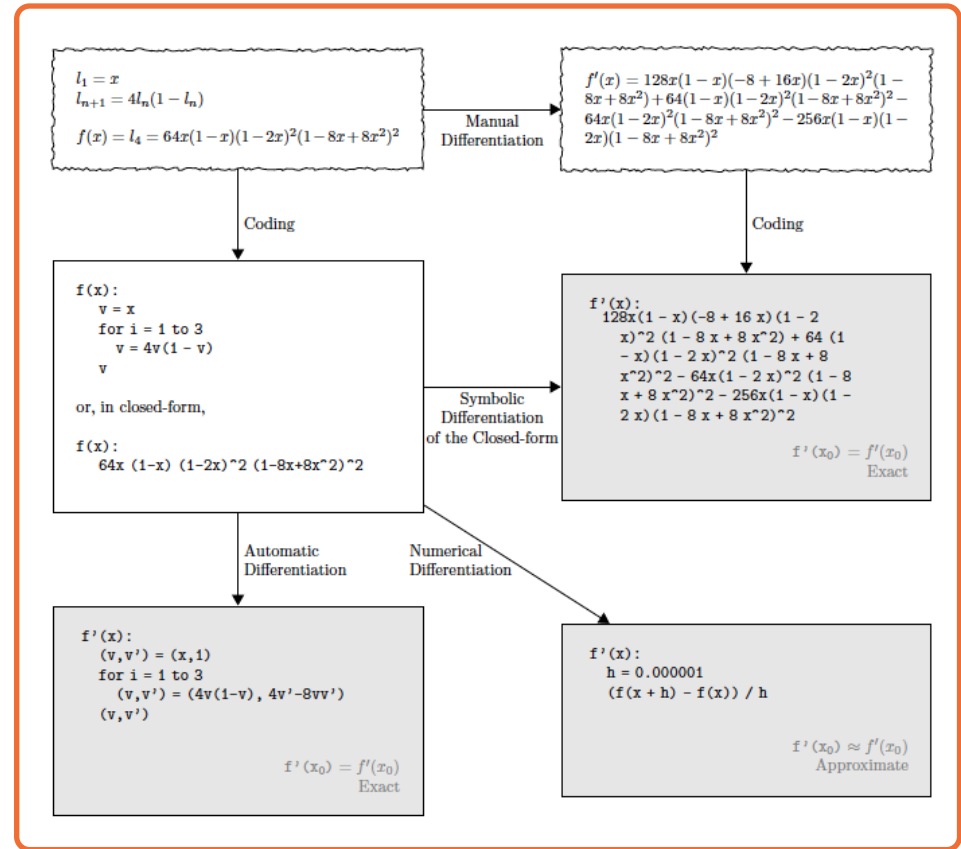 l₁ = x
lₙ₊₁ = 4lₙ(1 − lₙ)
f(x) = l₄ = 64x(1−x)(1−2x)²(1−8x+8x²)²
Manual
Differentiation
f′(x) = 128x(1 − x)(−8 + 16x)(1 − 2x)²(1 −
8x+8x²)+64(1−x)(1−2x)²(1−8x+8x²)²−
64x(1 − 2x)²(1 − 8x + 8x²)² − 256x(1 − x)(1 −
2x)(1 − 8x + 8x²)²
Coding
Coding
f(x):
v = x
for i = 1 to 3
v = 4v(1 - v)
v
or, in closed-form,
f(x):
64x (1-x) (1-2x)^2 (1-8x+8x^2)^2
Symbolic
Differentiation
of the Closed-form
f'(x):
128x(1 - x)(-8 + 16 x)(1 - 2
x)^2 (1 - 8 x + 8 x^2) + 64 (1
- x)(1 - 2 x)^2 (1 - 8 x + 8
x^2)^2 - 64x(1 - 2 x)^2 (1 - 8
x + 8 x^2)^2 - 256x(1 - x)(1 -
2 x)(1 - 8 x + 8 x^2)^2
f'(x₀) = f′(x₀)
Exact
Automatic
Differentiation
Numerical
Differentiation
f'(x):
(v,v') = (x,1)
for i = 1 to 3
(v,v') = (4v(1-v), 4v'-8vv')
(v,v')
f'(x₀) = f′(x₀)
Exact
f'(x):
h = 0.000001
(f(x + h) - f(x)) / h
f'(x₀) ≈ f′(x₀)
Approximate